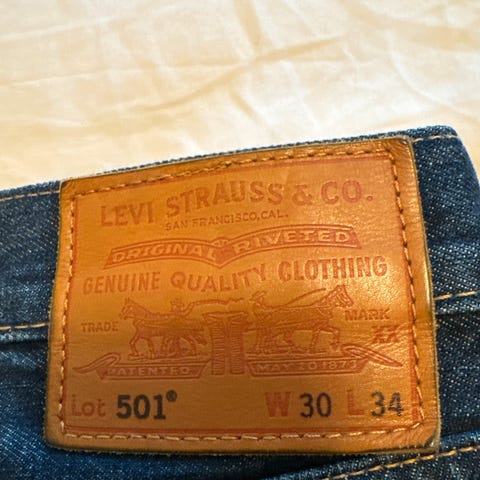 LEVI STRAUSS & CO.
SAN FRANCISCO, CAL.
ORIGINAL RIVETED
GENUINE QUALITY CLOTHING
TRADE MARK
XX
PATENTED MAY 20 1873
Lot 501® W 30 L 34